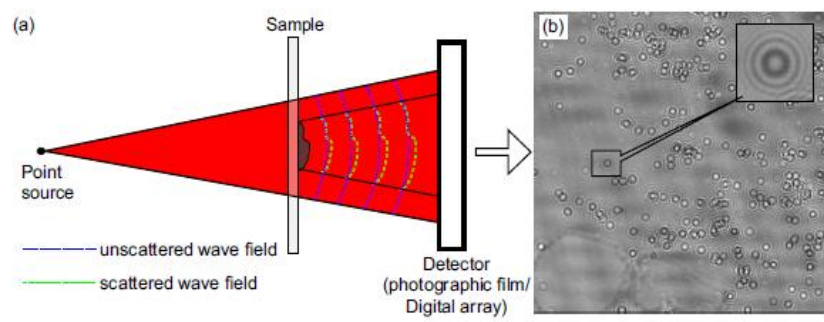 (a)
Sample
Point
source
unscattered wave field
scattered wave field
Detector
(photographic film/
Digital array)
(b)